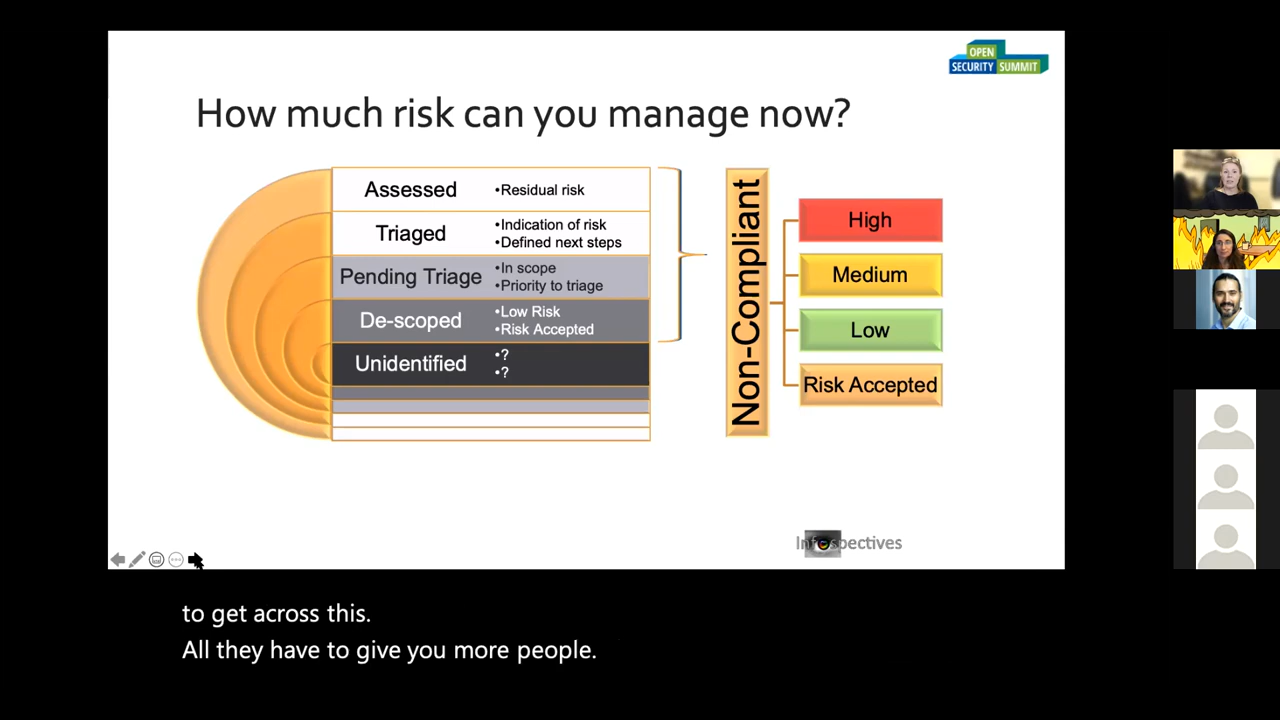 OPEN
SECURITY SUMMIT
How much risk can you manage now?
Assessed
•Residual risk
Triaged
•Indication of risk
•Defined next steps
Pending Triage
•In scope
•Priority to triage
De-scoped
•Low Risk
•Risk Accepted
Unidentified
•?
•?
Non-Compliant
High
Medium
Low
Risk Accepted
Infospectives
to get across this.
All they have to give you more people.